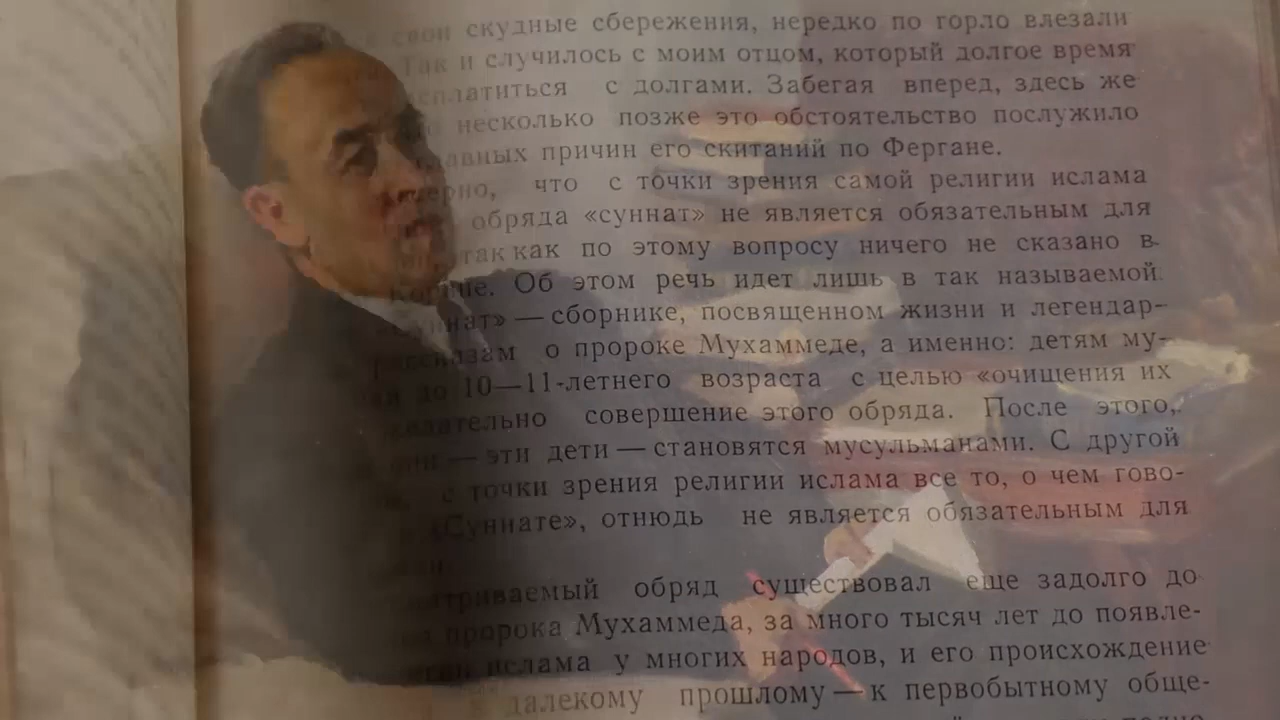 свои скудные сбережения, нередко по горло влезали
Так и случилось с моим отцом, который долгое время
с долгами. Забегая вперед, здесь же
несколько позже это обстоятельство послужило
главных причин его скитаний по Фергане.
что с точки зрения самой религии ислама
обряда «суннат» не является обязательным для
так как по этому вопросу ничего не сказано в
Коране. Об этом речь идет лишь в так называемой
«Суннат» — сборнике, посвященном жизни и легендар-
рассказам о пророке Мухаммеде, а именно: детям му-
до 10—11-летнего возраста с целью «очищения их
желательно совершение этого обряда. После этого,
— эти дети — становятся мусульманами. С другой
с точки зрения религии ислама все то, о чем гово-
«Суннате», отнюдь не является обязательным для
обряд существовал еще задолго до
пророка Мухаммеда, за много тысяч лет до появле-
ислама у многих народов, и его происхождение
далекому прошлому — к первобытному обще-